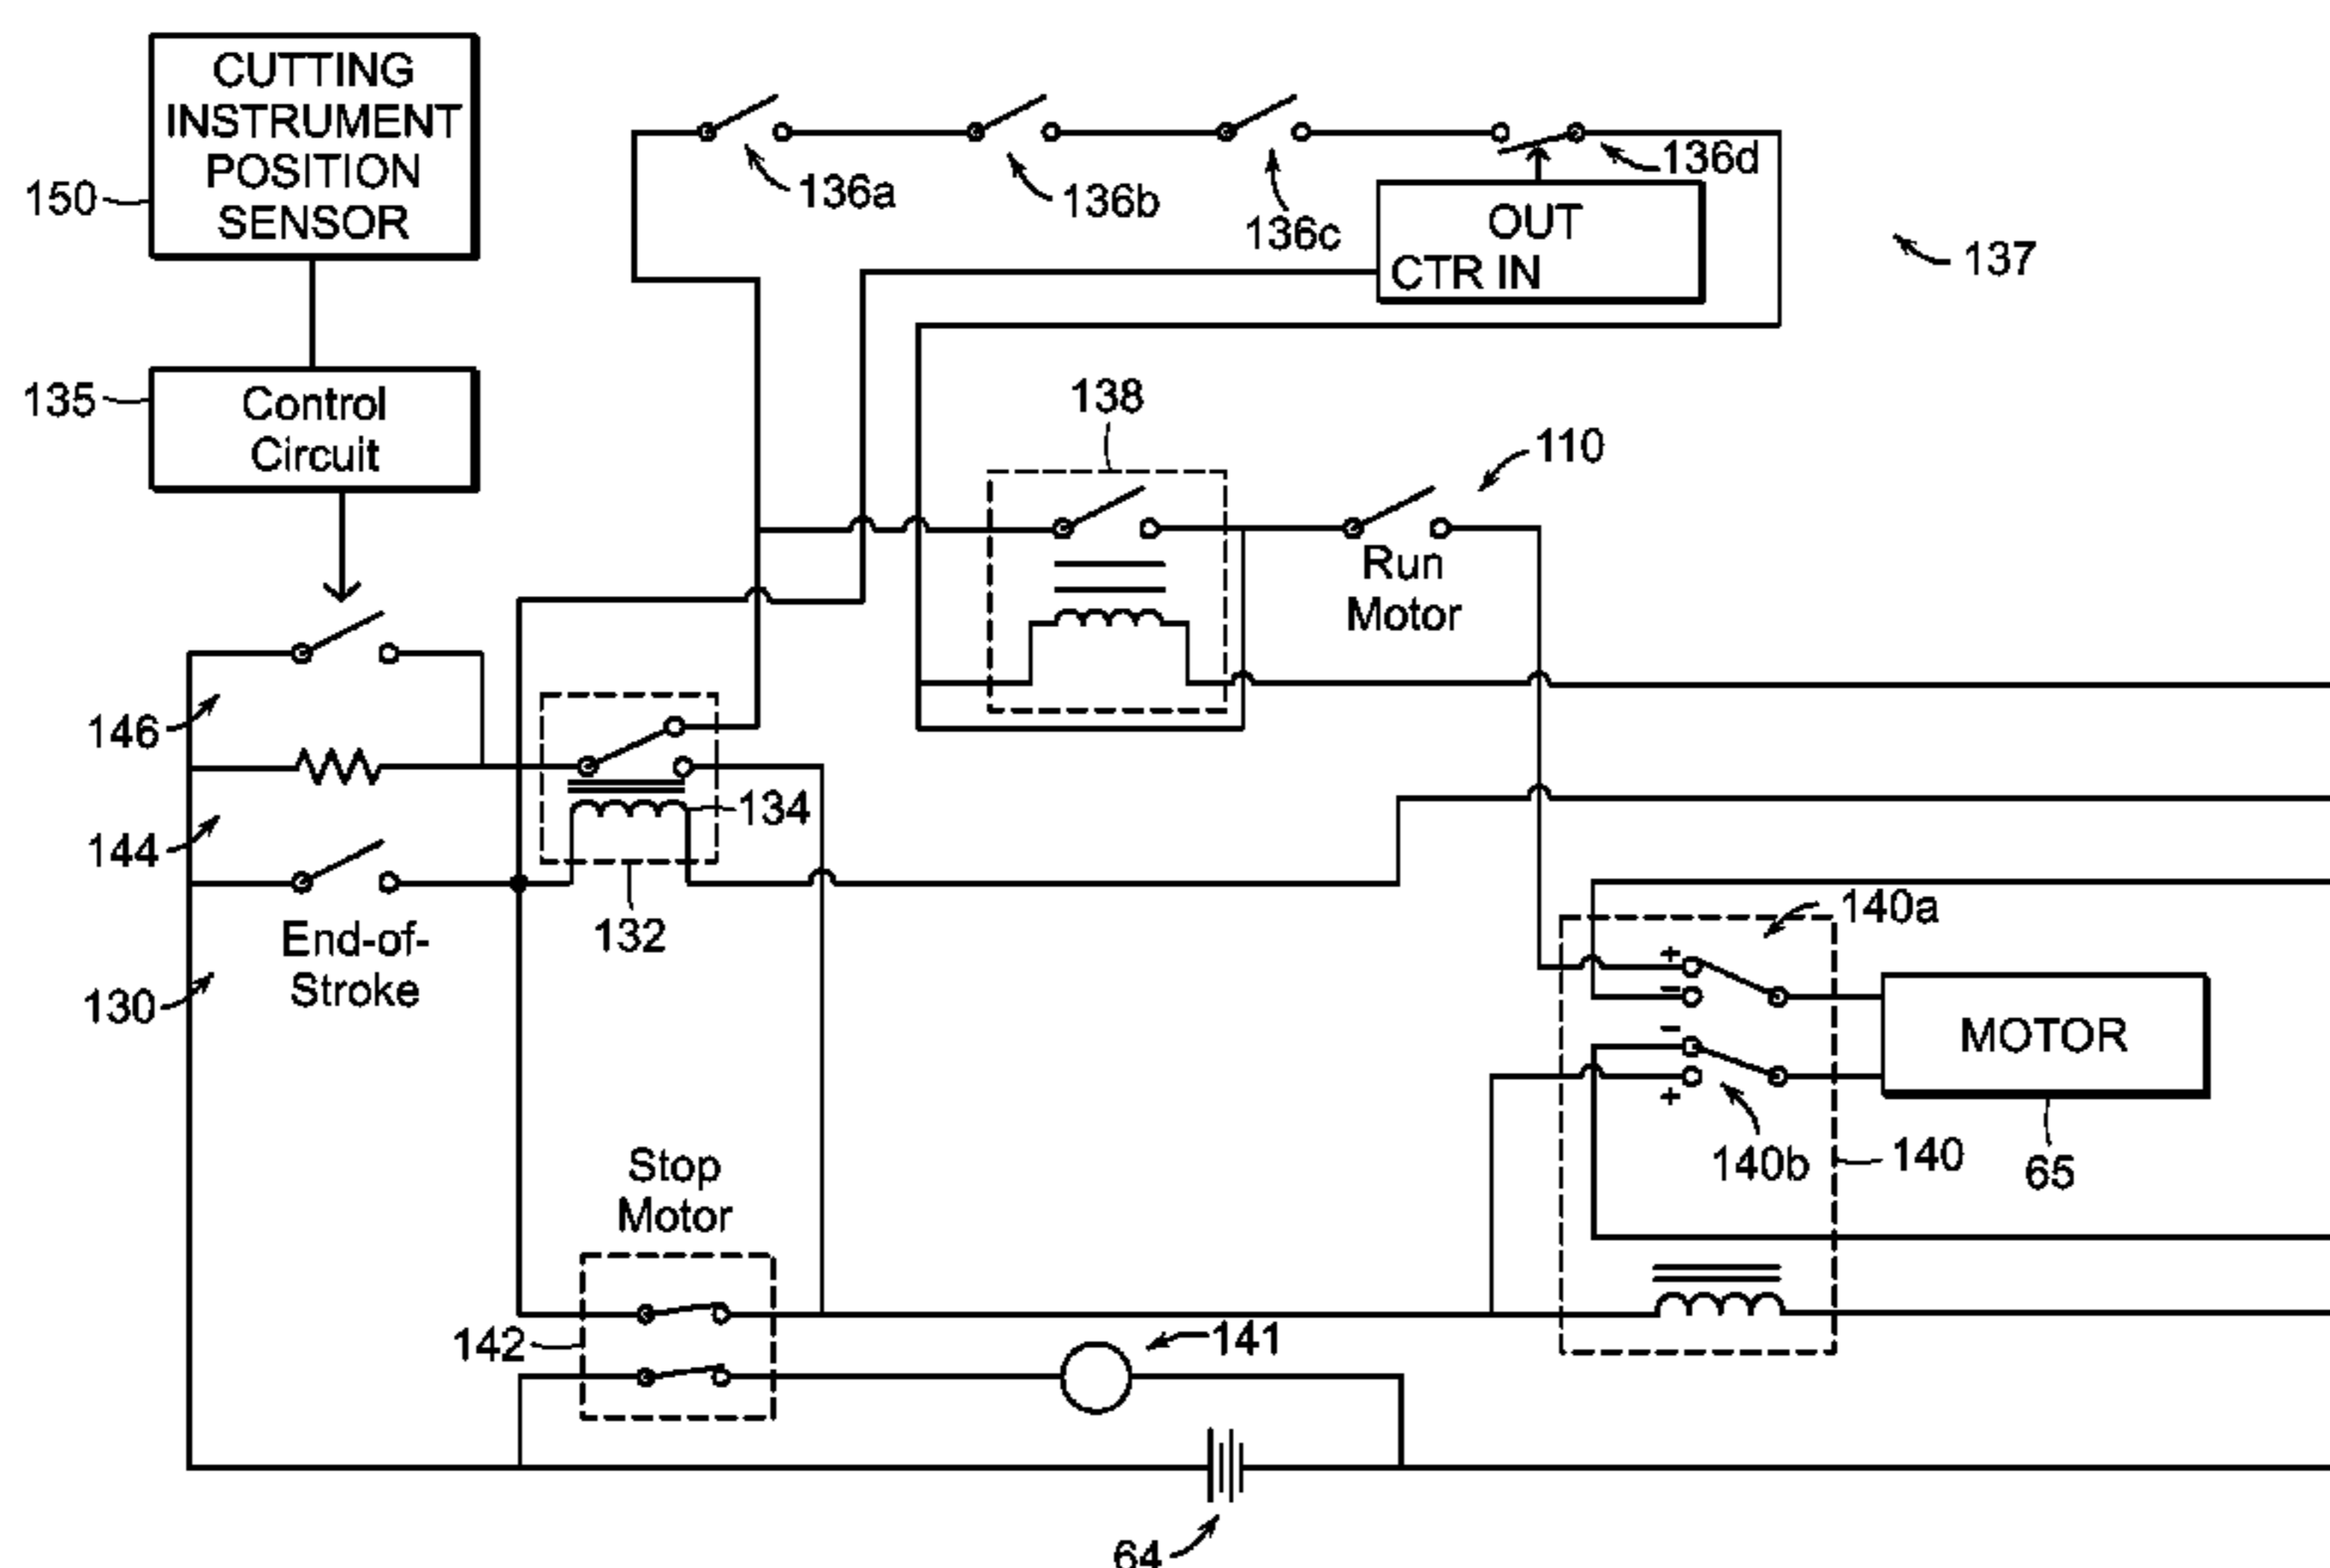 CUTTING
INSTRUMENT
POSITION
SENSOR
150
136a
136b
136c
136d
OUT
CTR IN
137
135
Control
Circuit
138
110
Run
Motor
146
134
144
132
End-of-
Stroke
130
140a
+
−
−
+
MOTOR
140b
140
65
Stop
Motor
142
141
64